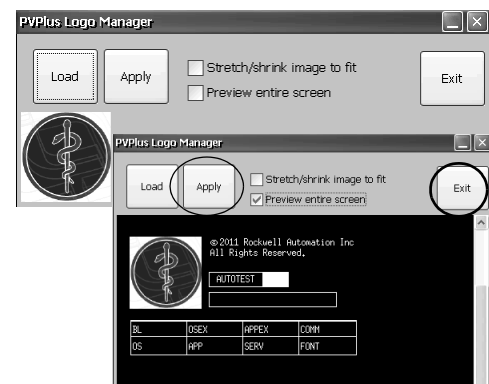 PVPlus Logo Manager
Load Apply Stretch/shrink image to fit Exit
Preview entire screen
PVPlus Logo Manager
Load Apply Stretch/shrink image to fit Exit
Preview entire screen
©2011 Rockwell Automation Inc
All Rights Reserved.
AUTOTEST
BL OSEX APPEX COMM
OS APP SERV FONT